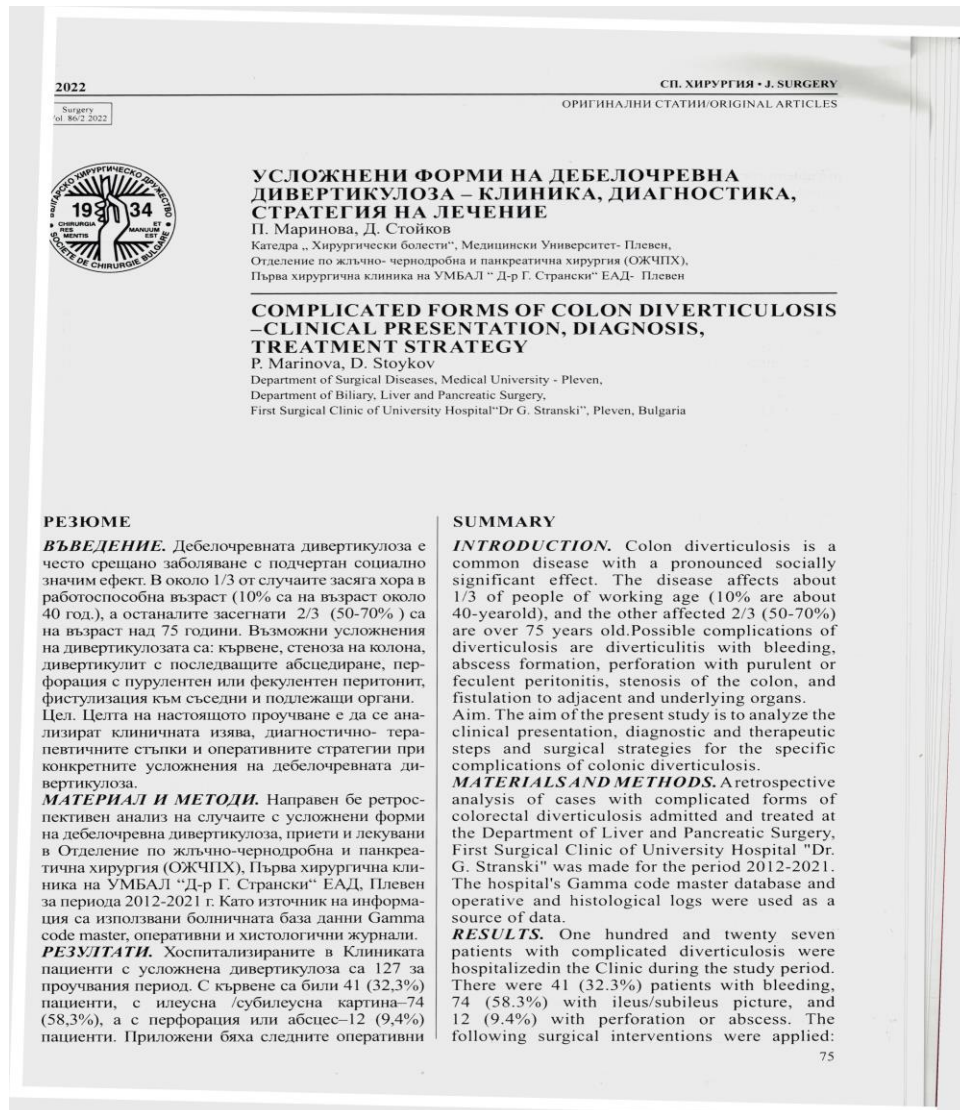 2022
СП. ХИРУРГИЯ • J. SURGERY
ОРИГИНАЛНИ СТАТИИ/ORIGINAL ARTICLES
Surgery
Vol. 86/2 2022
БЪЛГАРСКО ХИРУРГИЧЕСКО ДРУЖЕСТВО
19 34
CHIRURGIA
RES
MENTIS
ET
MANUUM
EST
SOCIETE DE CHIRURGIE BULGARE
УСЛОЖНЕНИ ФОРМИ НА ДЕБЕЛОЧРЕВНА
ДИВЕРТИКУЛОЗА – КЛИНИКА, ДИАГНОСТИКА,
СТРАТЕГИЯ НА ЛЕЧЕНИЕ
П. Маринова, Д. Стойков
Катедра „ Хирургически болести“, Медицински Университет- Плевен,
Отделение по жлъчно- чернодробна и панкреатична хирургия (ОЖЧПХ),
Първа хирургична клиника на УМБАЛ “ Д-р Г. Странски“ ЕАД- Плевен
COMPLICATED FORMS OF COLON DIVERTICULOSIS
–CLINICAL PRESENTATION, DIAGNOSIS,
TREATMENT STRATEGY
P. Marinova, D. Stoykov
Department of Surgical Diseases, Medical University - Pleven,
Department of Biliary, Liver and Pancreatic Surgery,
First Surgical Clinic of University Hospital“Dr G. Stranski”, Pleven, Bulgaria
РЕЗЮМЕ
ВЪВЕДЕНИЕ. Дебелочревната дивертикулоза е
често срещано заболяване с подчертан социално
значим ефект. В около 1/3 от случаите засяга хора в
работоспособна възраст (10% са на възраст около
40 год.), а останалите засегнати 2/3 (50-70% ) са
на възраст над 75 години. Възможни усложнения
на дивертикулозата са: кървене, стеноза на колона,
дивертикулит с последващите абсцедиране, пер-
форация с пурулентен или фекулентен перитонит,
фистулизация към съседни и подлежащи органи.
Цел. Целта на настоящото проучване е да се ана-
лизират клиничната изява, диагностично- тера-
певтичните стъпки и оперативните стратегии при
конкретните усложнения на дебелочревната ди-
вертикулоза.
МАТЕРИАЛ И МЕТОДИ. Направен бе ретрос-
пективен анализ на случаите с усложнени форми
на дебелочревна дивертикулоза, приети и лекувани
в Отделение по жлъчно-чернодробна и панкреа-
тична хирургия (ОЖЧПХ), Първа хирургична кли-
ника на УМБАЛ “Д-р Г. Странски“ ЕАД, Плевен
за периода 2012-2021 г. Като източник на информа-
ция са използвани болничната база данни Gamma
code master, оперативни и хистологични журнали.
РЕЗУЛТАТИ. Хоспитализираните в Клиниката
пациенти с усложнена дивертикулоза са 127 за
проучвания период. С кървене са били 41 (32,3%)
пациенти, с илеусна /субилеусна картина–74
(58,3%), а с перфорация или абсцес–12 (9,4%)
пациенти. Приложени бяха следните оперативни
SUMMARY
INTRODUCTION. Colon diverticulosis is a
common disease with a pronounced socially
significant effect. The disease affects about
1/3 of people of working age (10% are about
40-yearold), and the other affected 2/3 (50-70%)
are over 75 years old.Possible complications of
diverticulosis are diverticulitis with bleeding,
abscess formation, perforation with purulent or
feculent peritonitis, stenosis of the colon, and
fistulation to adjacent and underlying organs.
Aim. The aim of the present study is to analyze the
clinical presentation, diagnostic and therapeutic
steps and surgical strategies for the specific
complications of colonic diverticulosis.
MATERIALS AND METHODS. A retrospective
analysis of cases with complicated forms of
colorectal diverticulosis admitted and treated at
the Department of Liver and Pancreatic Surgery,
First Surgical Clinic of University Hospital "Dr.
G. Stranski" was made for the period 2012-2021.
The hospital's Gamma code master database and
operative and histological logs were used as a
source of data.
RESULTS. One hundred and twenty seven
patients with complicated diverticulosis were
hospitalizedin the Clinic during the study period.
There were 41 (32.3%) patients with bleeding,
74 (58.3%) with ileus/subileus picture, and
12 (9.4%) with perforation or abscess. The
following surgical interventions were applied:
75